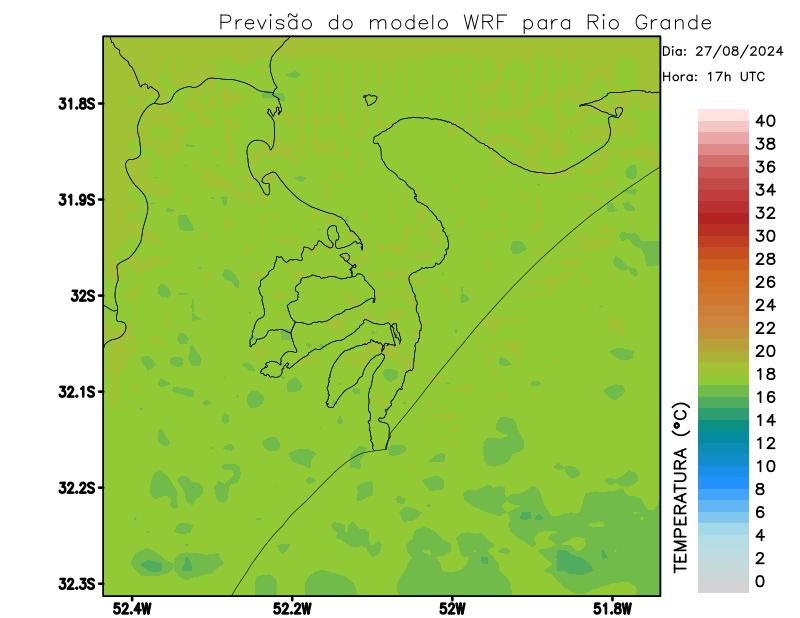 Previsão do modelo WRF para Rio Grande
Dia: 27/08/2024
Hora: 17h UTC
31.8S
31.9S
32S
32.1S
32.2S
32.3S
52.4W
52.2W
52W
51.8W
TEMPERATURA (°C)
40
38
36
34
32
30
28
26
24
22
20
18
16
14
12
10
8
6
4
2
0